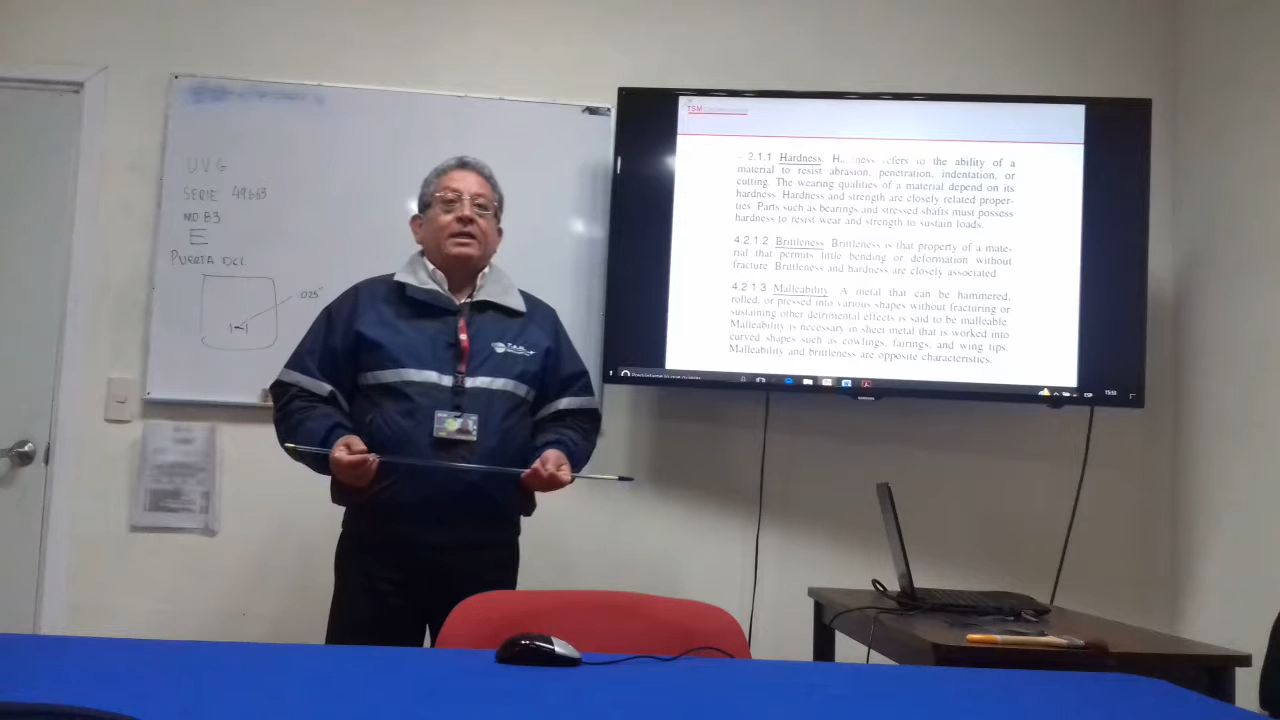 UVG
SERIE 49663
MD B3
E
PUERTA DEL
.025"
TSM
2.1.1 Hardness. Hardness refers to the ability of a
material to resist abrasion, penetration, indentation, or
cutting. The wearing qualities of a material depend on its
hardness. Hardness and strength are closely related proper-
ties. Parts such as bearings and stressed shafts must possess
hardness to resist wear and strength to sustain loads.
4.2.1.2 Brittleness. Brittleness is that property of a mate-
rial that permits little bending or deformation without
fracture. Brittleness and hardness are closely associated.
4.2.1.3 Malleability. A metal that can be hammered,
rolled, or pressed into various shapes without fracturing or
sustaining other detrimental effects is said to be malleable.
Malleability is necessary in sheet metal that is worked into
curved shapes such as cowlings, fairings, and wing tips.
Malleability and brittleness are opposite characteristics.
ESP
15:10
SAMSUNG